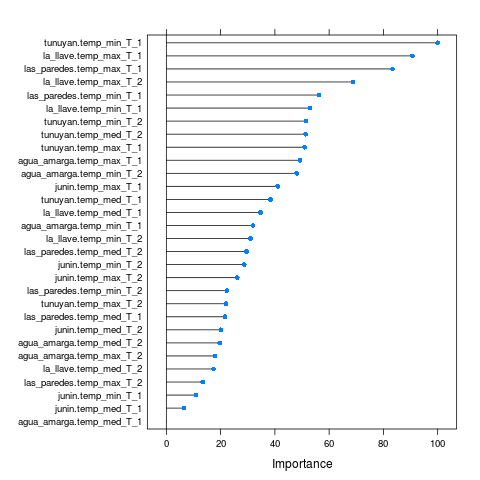 tunuyan.temp_min_T_1
la_llave.temp_max_T_1
las_paredes.temp_max_T_1
la_llave.temp_max_T_2
las_paredes.temp_min_T_1
la_llave.temp_min_T_1
tunuyan.temp_min_T_2
tunuyan.temp_med_T_2
tunuyan.temp_max_T_1
agua_amarga.temp_max_T_1
agua_amarga.temp_min_T_2
junin.temp_max_T_1
tunuyan.temp_med_T_1
la_llave.temp_med_T_1
agua_amarga.temp_min_T_1
la_llave.temp_min_T_2
las_paredes.temp_med_T_2
junin.temp_min_T_2
junin.temp_max_T_2
las_paredes.temp_min_T_2
tunuyan.temp_max_T_2
las_paredes.temp_med_T_1
junin.temp_med_T_2
agua_amarga.temp_med_T_2
agua_amarga.temp_max_T_2
la_llave.temp_med_T_2
las_paredes.temp_max_T_2
junin.temp_min_T_1
junin.temp_med_T_1
agua_amarga.temp_med_T_1
0 20 40 60 80 100
Importance